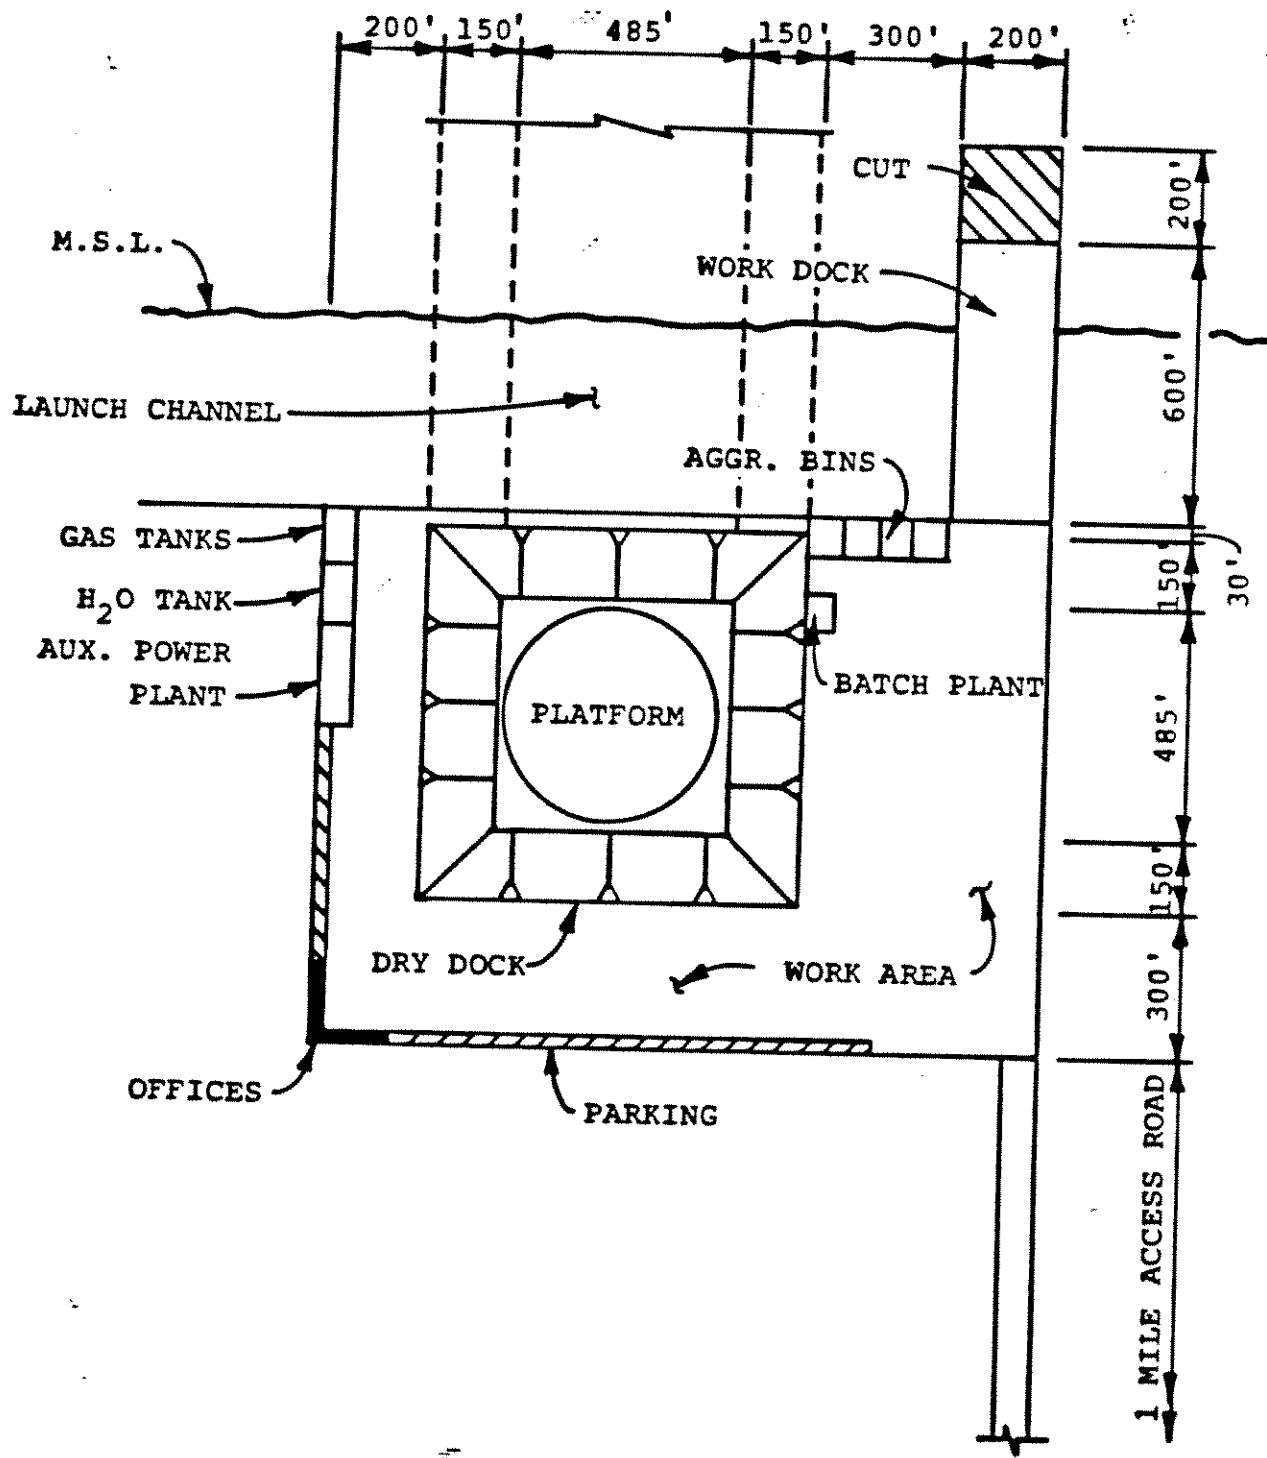 200' 150' 485' 150' 300' 200'
CUT
200'
M.S.L.
WORK DOCK
600'
LAUNCH CHANNEL
AGGR. BINS
GAS TANKS
30'
150'
H2O TANK
AUX. POWER
PLANT
BATCH PLANT
PLATFORM
485'
150'
DRY DOCK
WORK AREA
300'
OFFICES
PARKING
1 MILE ACCESS ROAD